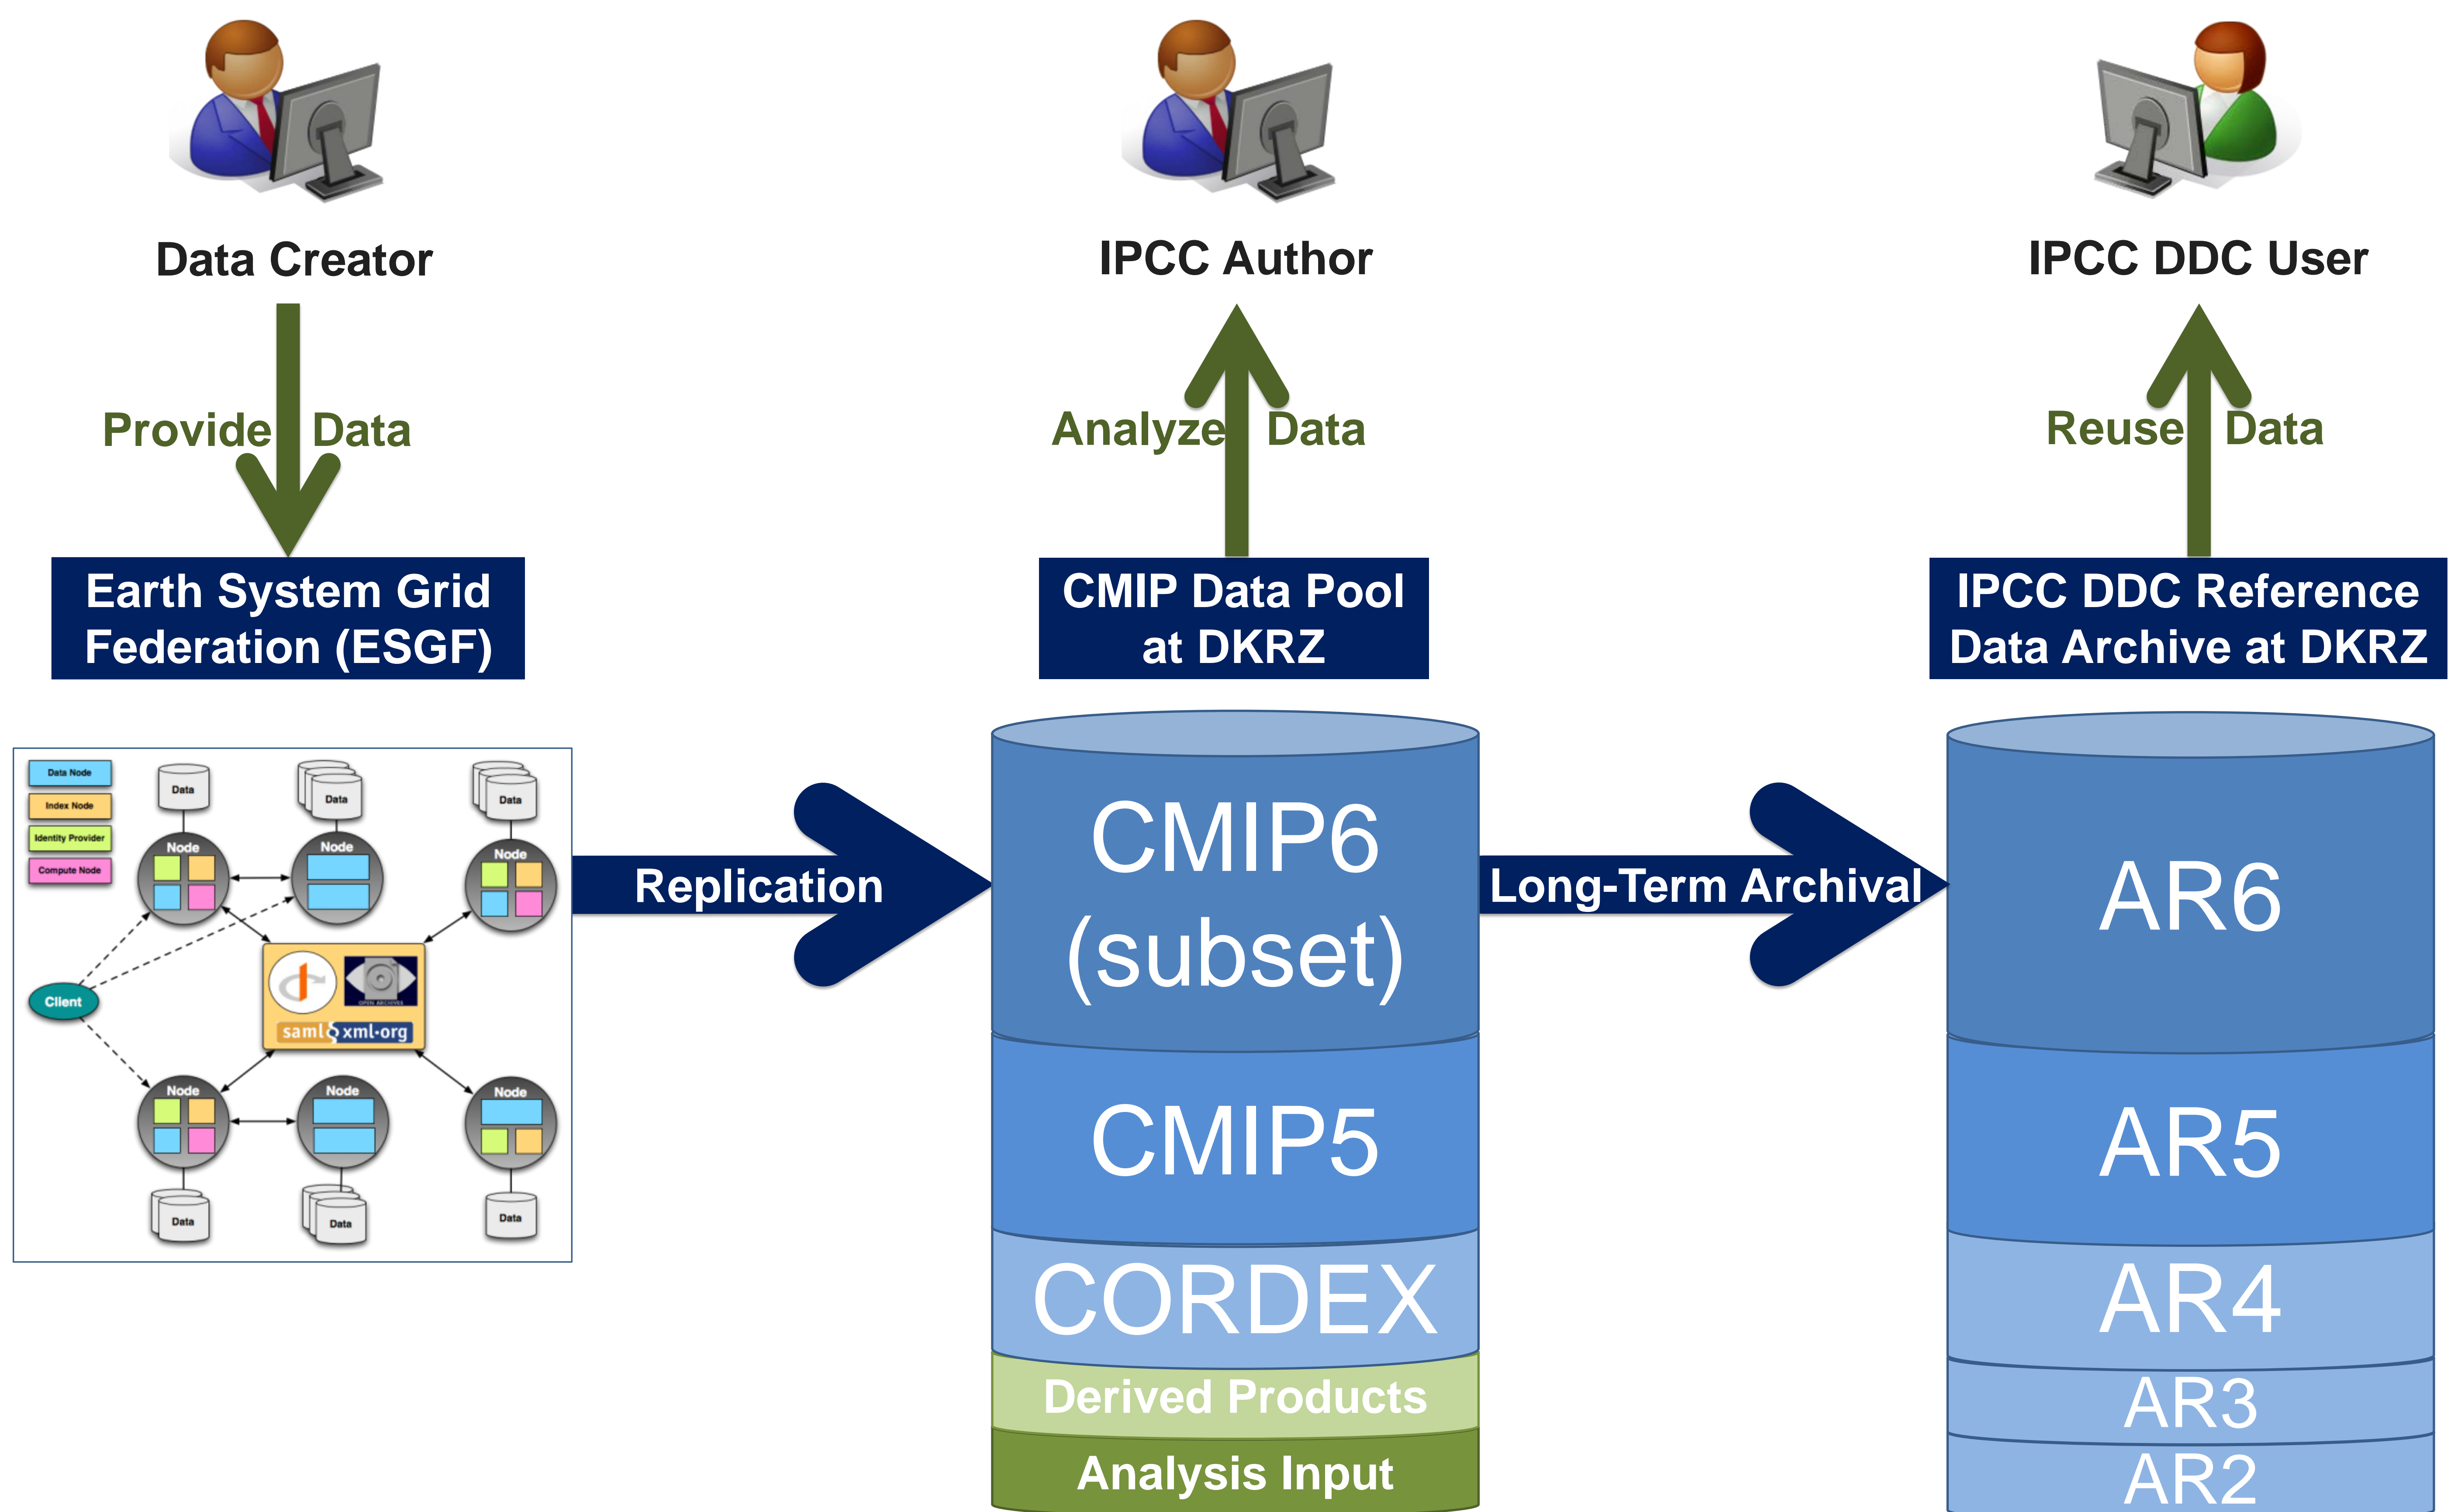 Data Creator
IPCC Author
IPCC DDC User
Provide Data
Analyze Data
Reuse Data
Earth System Grid
Federation (ESGF)
CMIP Data Pool
at DKRZ
IPCC DDC Reference
Data Archive at DKRZ
Data Node
Index Node
Identity Provider
Compute Node
Data
Data
Data
Node
Node
Node
Client
OPEN ARCHIVES
saml xml.org
Node
Node
Node
Data
Data
Data
Replication
CMIP6
(subset)
CMIP5
CORDEX
Derived Products
Analysis Input
Long-Term Archival
AR6
AR5
AR4
AR3
AR2